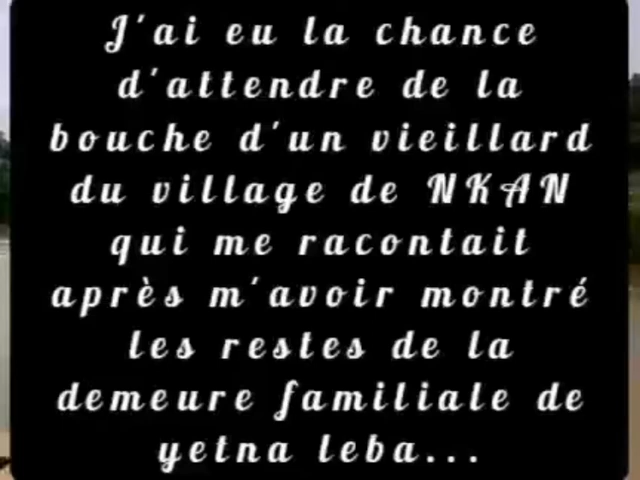 J'ai eu la chance
d'attendre de la
bouche d'un vieillard
du village de NKAN
qui me racontait
après m'avoir montré
les restes de la
demeure familiale de
yetna leba...